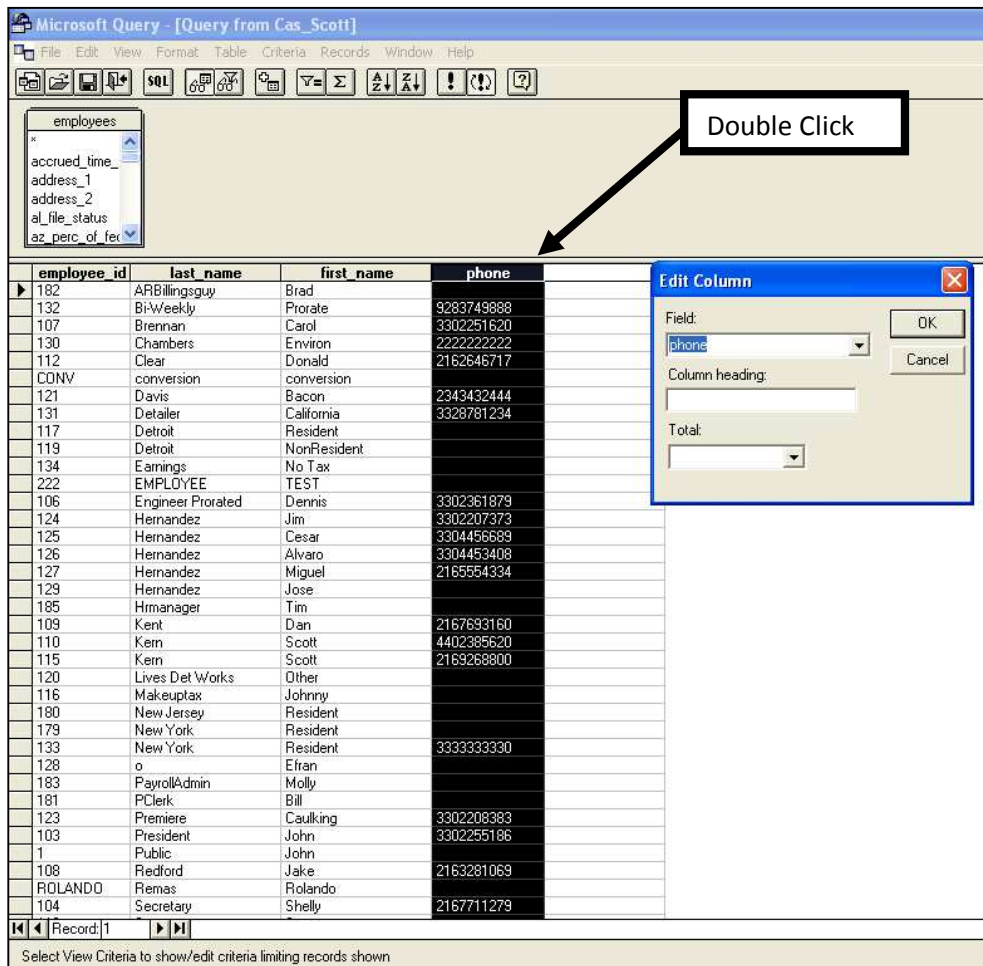 Microsoft Query - [Query from Cas_Scott]
File Edit View Format Table Criteria Records Window Help
SQL
employees
*
accrued_time_
address_1
address_2
al_file_status
az_perc_of_fec
Double Click
employee_id last_name first_name phone
182 ARBillingsguy Brad
132 Bi-Weekly Prorate 9283749888
107 Brennan Carol 3302251620
130 Chambers Environ 2222222222
112 Clear Donald 2162646717
CONV conversion conversion
121 Davis Bacon 2343432444
131 Detailer California 3328781234
117 Detroit Resident
119 Detroit NonResident
134 Earnings No Tax
222 EMPLOYEE TEST
106 Engineer Prorated Dennis 3302361879
124 Hernandez Jim 3302207373
125 Hernandez Cesar 3304456689
126 Hernandez Alvaro 3304453408
127 Hernandez Miguel 2165554334
129 Hernandez Jose
185 Hrmanager Tim
109 Kent Dan 2167693160
110 Kern Scott 4402385620
115 Kern Scott 2169268800
120 Lives Det Works Other
116 Makeuptax Johnny
180 New Jersey Resident
179 New York Resident
133 New York Resident 3333333330
128 o Efran
183 PayrollAdmin Molly
181 PClerk Bill
123 Premiere Caulking 3302208383
103 President John 3302255186
1 Public John
108 Redford Jake 2163281069
ROLANDO Remas Rolando
104 Secretary Shelly 2167711279
Edit Column
Field:
phone
OK
Cancel
Column heading:
Total:
Record: 1
Select View Criteria to show/edit criteria limiting records shown